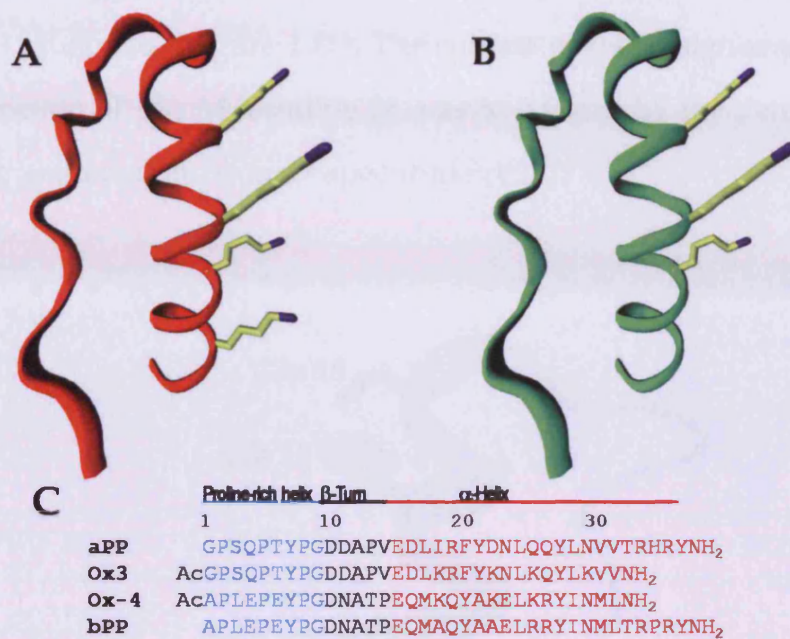 A B
C Proline-rich helix β-Turn α-Helix
1 10 20 30
aPP GPSQPTYPGDDAPVEDLIRFYDNLQQYLNVVTRHRYNH₂
Ox3 AcGPSQPTYPGDDAPVEDLKRFYKNLKQYLKVVNH₂
Ox-4 AcAPLEPEYPGDNATPEQMKQYAKELKRYINMLNH₂
bPP APLEPEYPGDNATPEQMAQYAAELRRYINMLTRPRYNH₂